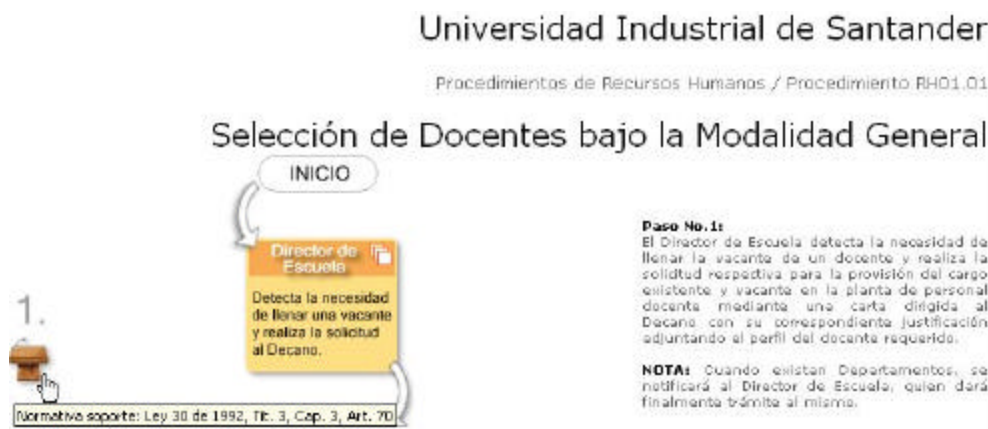 Universidad Industrial de Santander
Procedimientos de Recursos Humanos / Procedimiento RH01.01
Selección de Docentes bajo la Modalidad General
INICIO
Director de
Escuela
Detecta la necesidad
de llenar una vacante
y realiza la solicitud
al Decano.
1.
Normativa soporte: Ley 30 de 1992, Tit. 3, Cap. 3, Art. 70
Paso No.1:
El Director de Escuela detecta la necesidad de
llenar la vacante de un docente y realiza la
solicitud respectiva para la provisión del cargo
existente y vacante en la planta de personal
docente mediante una carta dirigida al
Decano con su correspondiente justificación
adjuntando el perfil del docente requerido.
NOTA: Cuando existan Departamentos, se
notificará al Director de Escuela, quien dará
finalmente trámite al mismo.